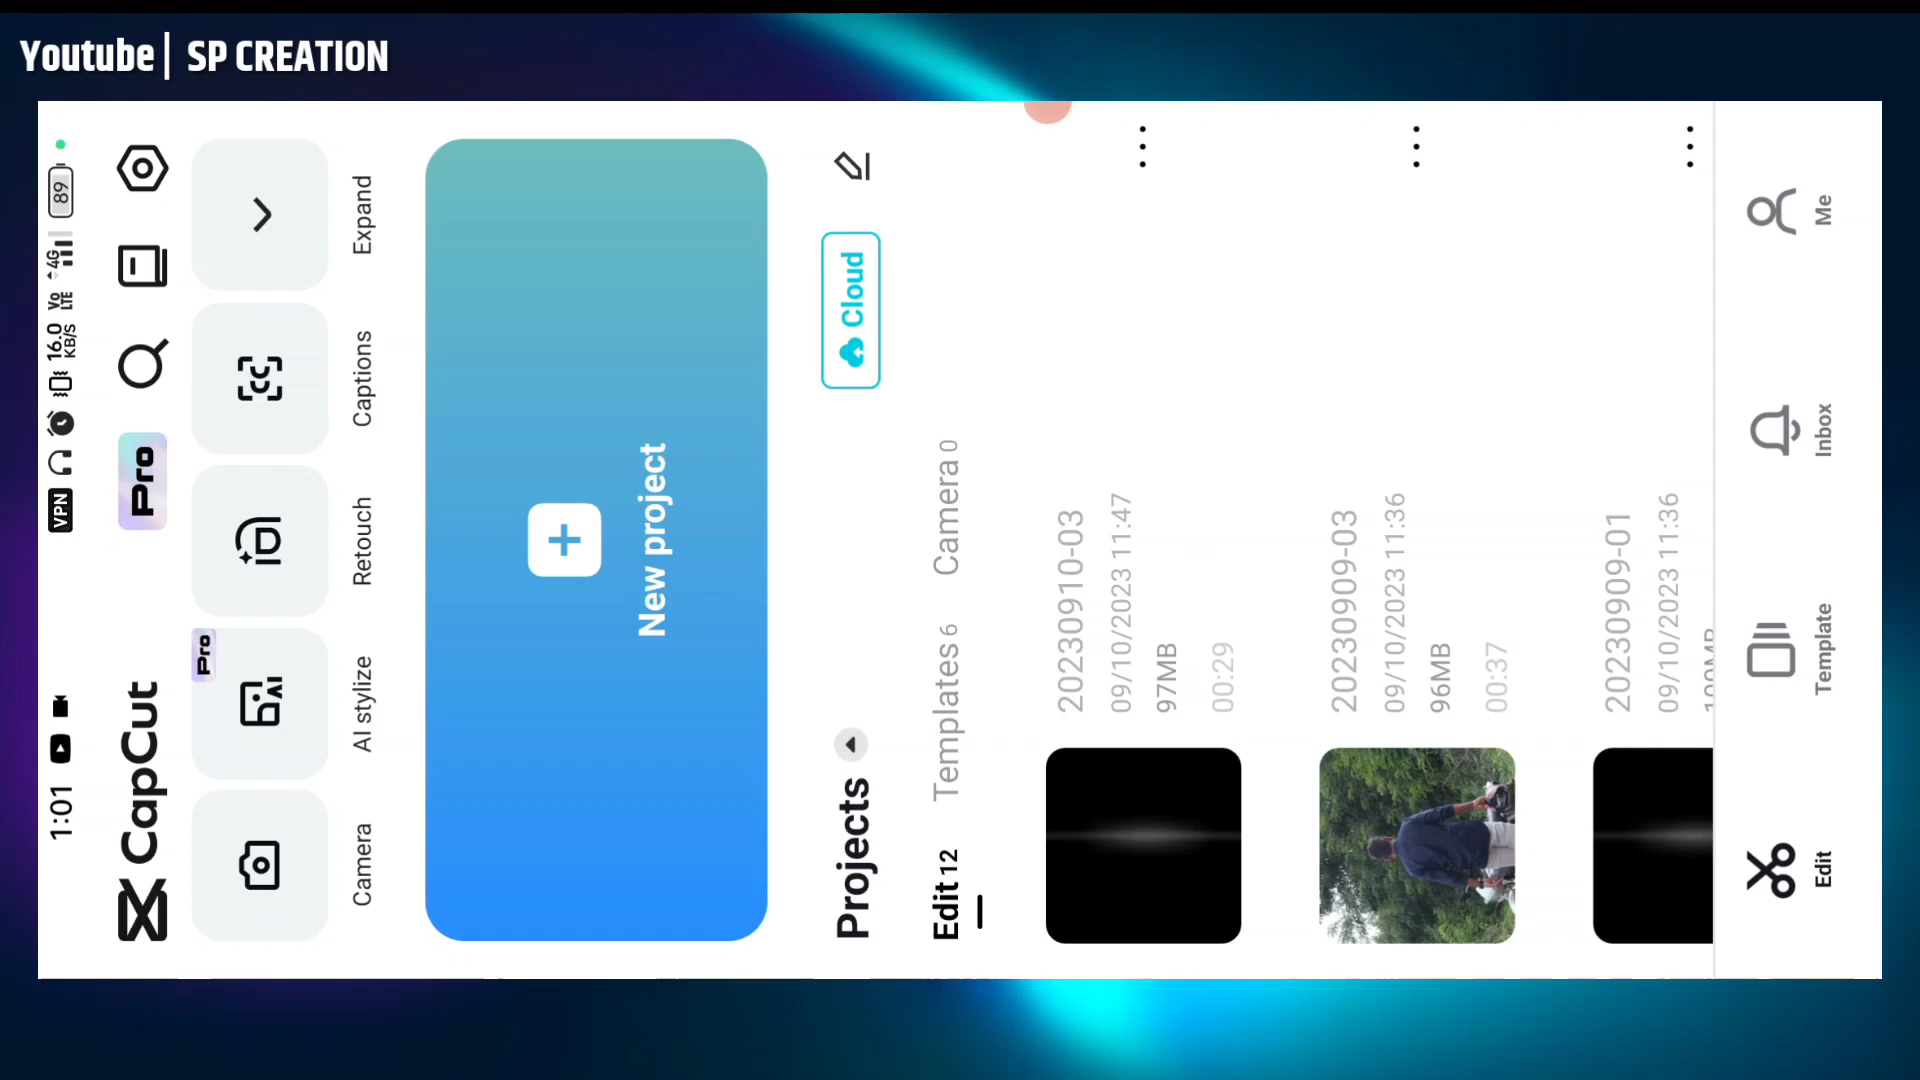 Youtube| SP CREATION
1:01
VPN
16.0 KB/S
Vo LTE
4G
89
CapCut
Pro
Camera
Pro
AI stylize
Retouch
Captions
Expand
New project
Projects
Cloud
Edit 12
Templates 6
Camera 0
20230910-03
09/10/2023 11:47
97MB
00:29
20230909-03
09/10/2023 11:36
96MB
00:37
20230909-01
09/10/2023 11:36
Edit
Template
Inbox
Me